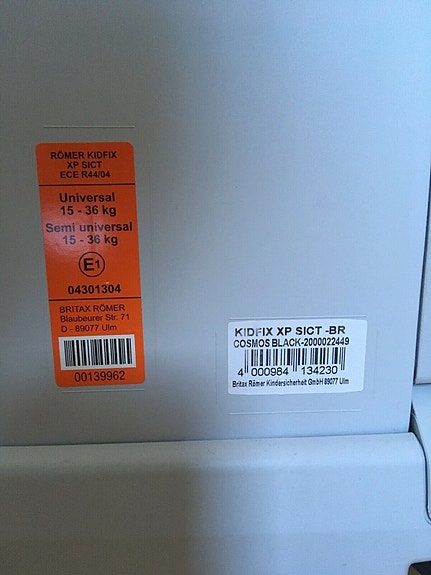 RÖMER KIDFIX
XP SICT
ECE R44/04
Universal
15 - 36 kg
Semi universal
15 - 36 kg
E1
04301304
BRITAX RÖMER
Blaubeurer Str. 71
D - 89077 Ulm
00139962
KIDFIX XP SICT -BR
COSMOS BLACK-2000022449
4 000984 134230
Britax Römer Kindersicherheit GmbH 89077 Ulm